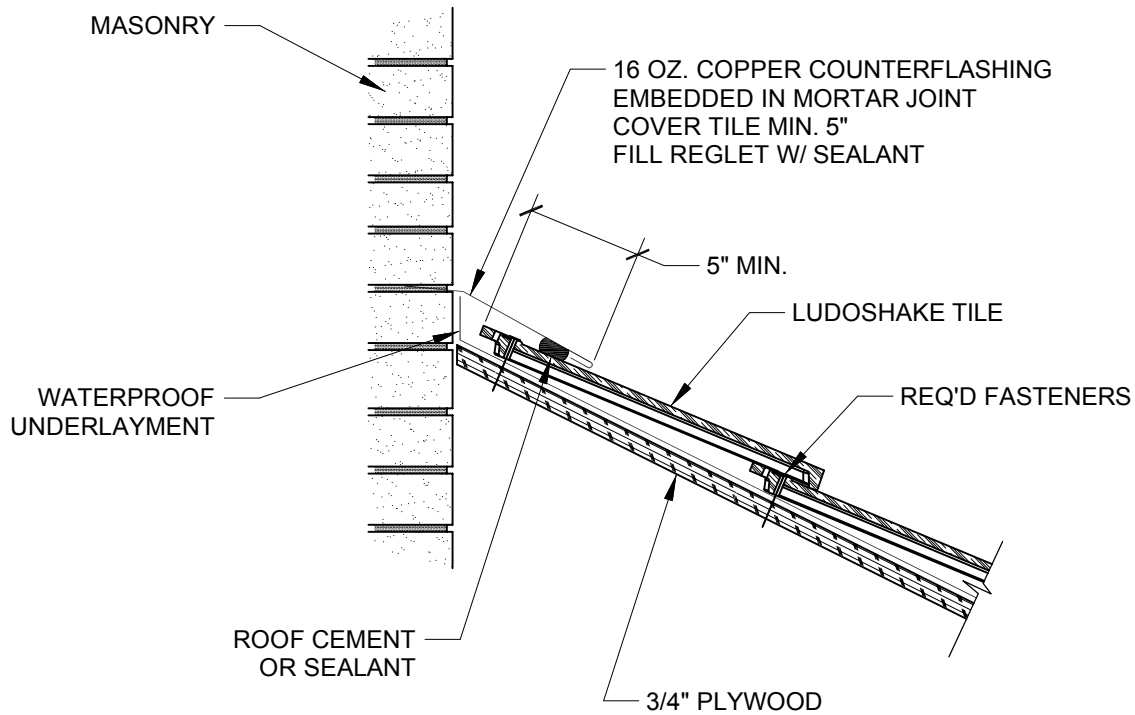 MASONRY
16 OZ. COPPER COUNTERFLASHING
EMBEDDED IN MORTAR JOINT
COVER TILE MIN. 5"
FILL REGLET W/ SEALANT
5" MIN.
LUDOSHAKE TILE
REQ'D FASTENERS
WATERPROOF
UNDERLAYMENT
ROOF CEMENT
OR SEALANT
3/4" PLYWOOD